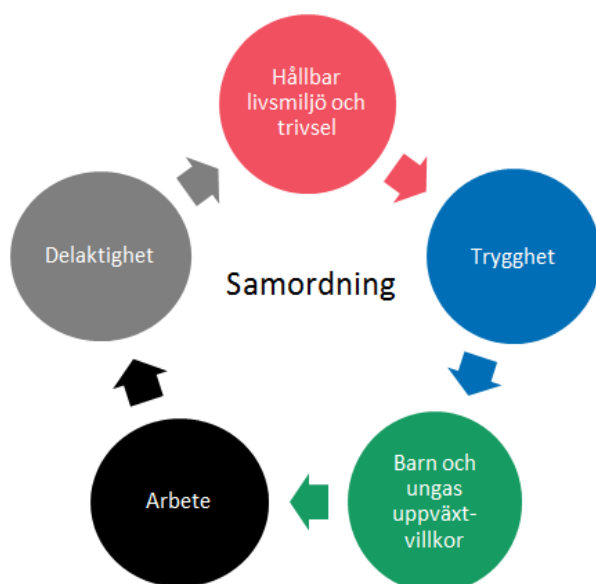 Hållbar
livsmiljö och
trivsel
Delaktighet
Trygghet
Samordning
Barn och
ungas
uppväxt-
villkor
Arbete